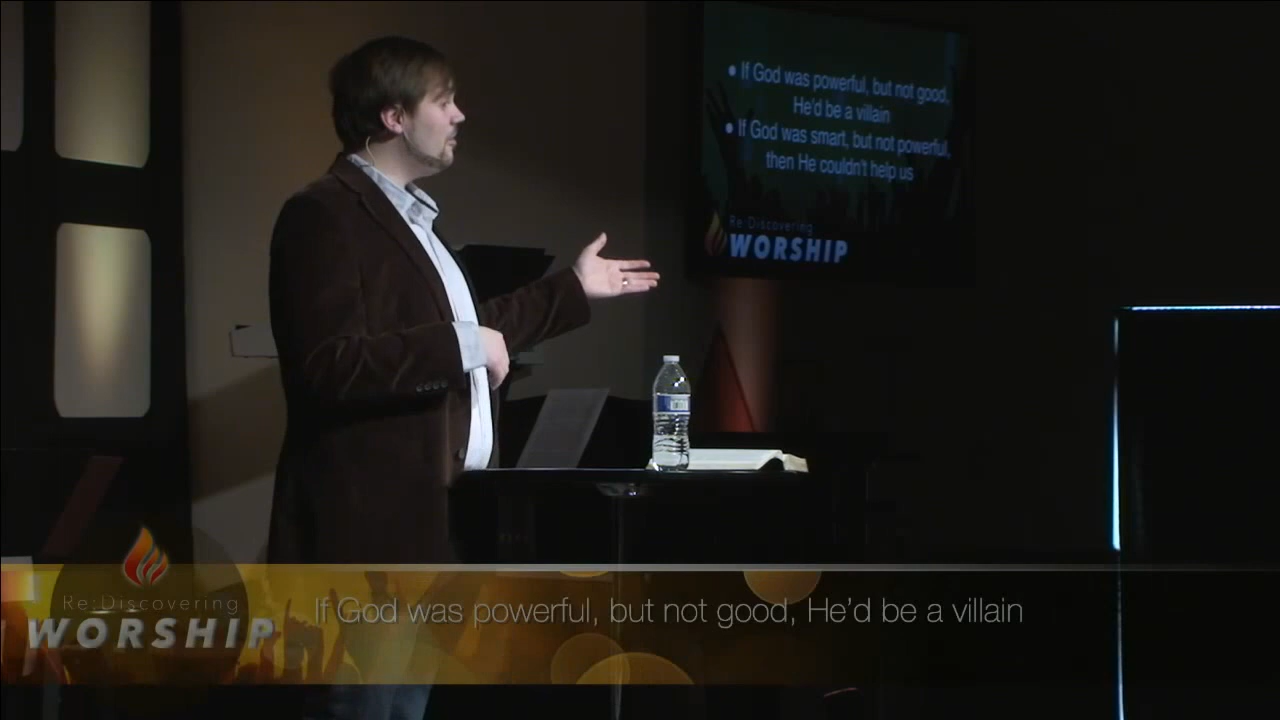 ● If God was powerful, but not good,
He'd be a villain
● If God was smart, but not powerful,
then He couldn't help us
Re:Discovering
WORSHIP
Re:Discovering
WORSHIP
If God was powerful, but not good, He’d be a villain